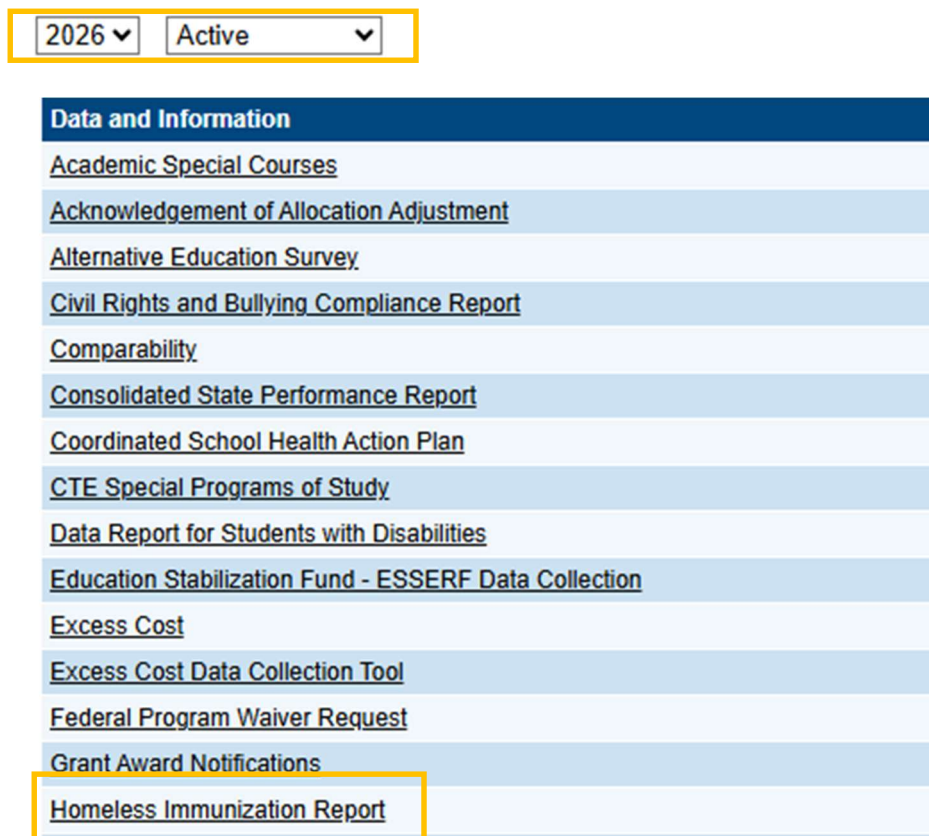 2026 Active
Data and Information
Academic Special Courses
Acknowledgement of Allocation Adjustment
Alternative Education Survey
Civil Rights and Bullying Compliance Report
Comparability
Consolidated State Performance Report
Coordinated School Health Action Plan
CTE Special Programs of Study
Data Report for Students with Disabilities
Education Stabilization Fund - ESSERF Data Collection
Excess Cost
Excess Cost Data Collection Tool
Federal Program Waiver Request
Grant Award Notifications
Homeless Immunization Report